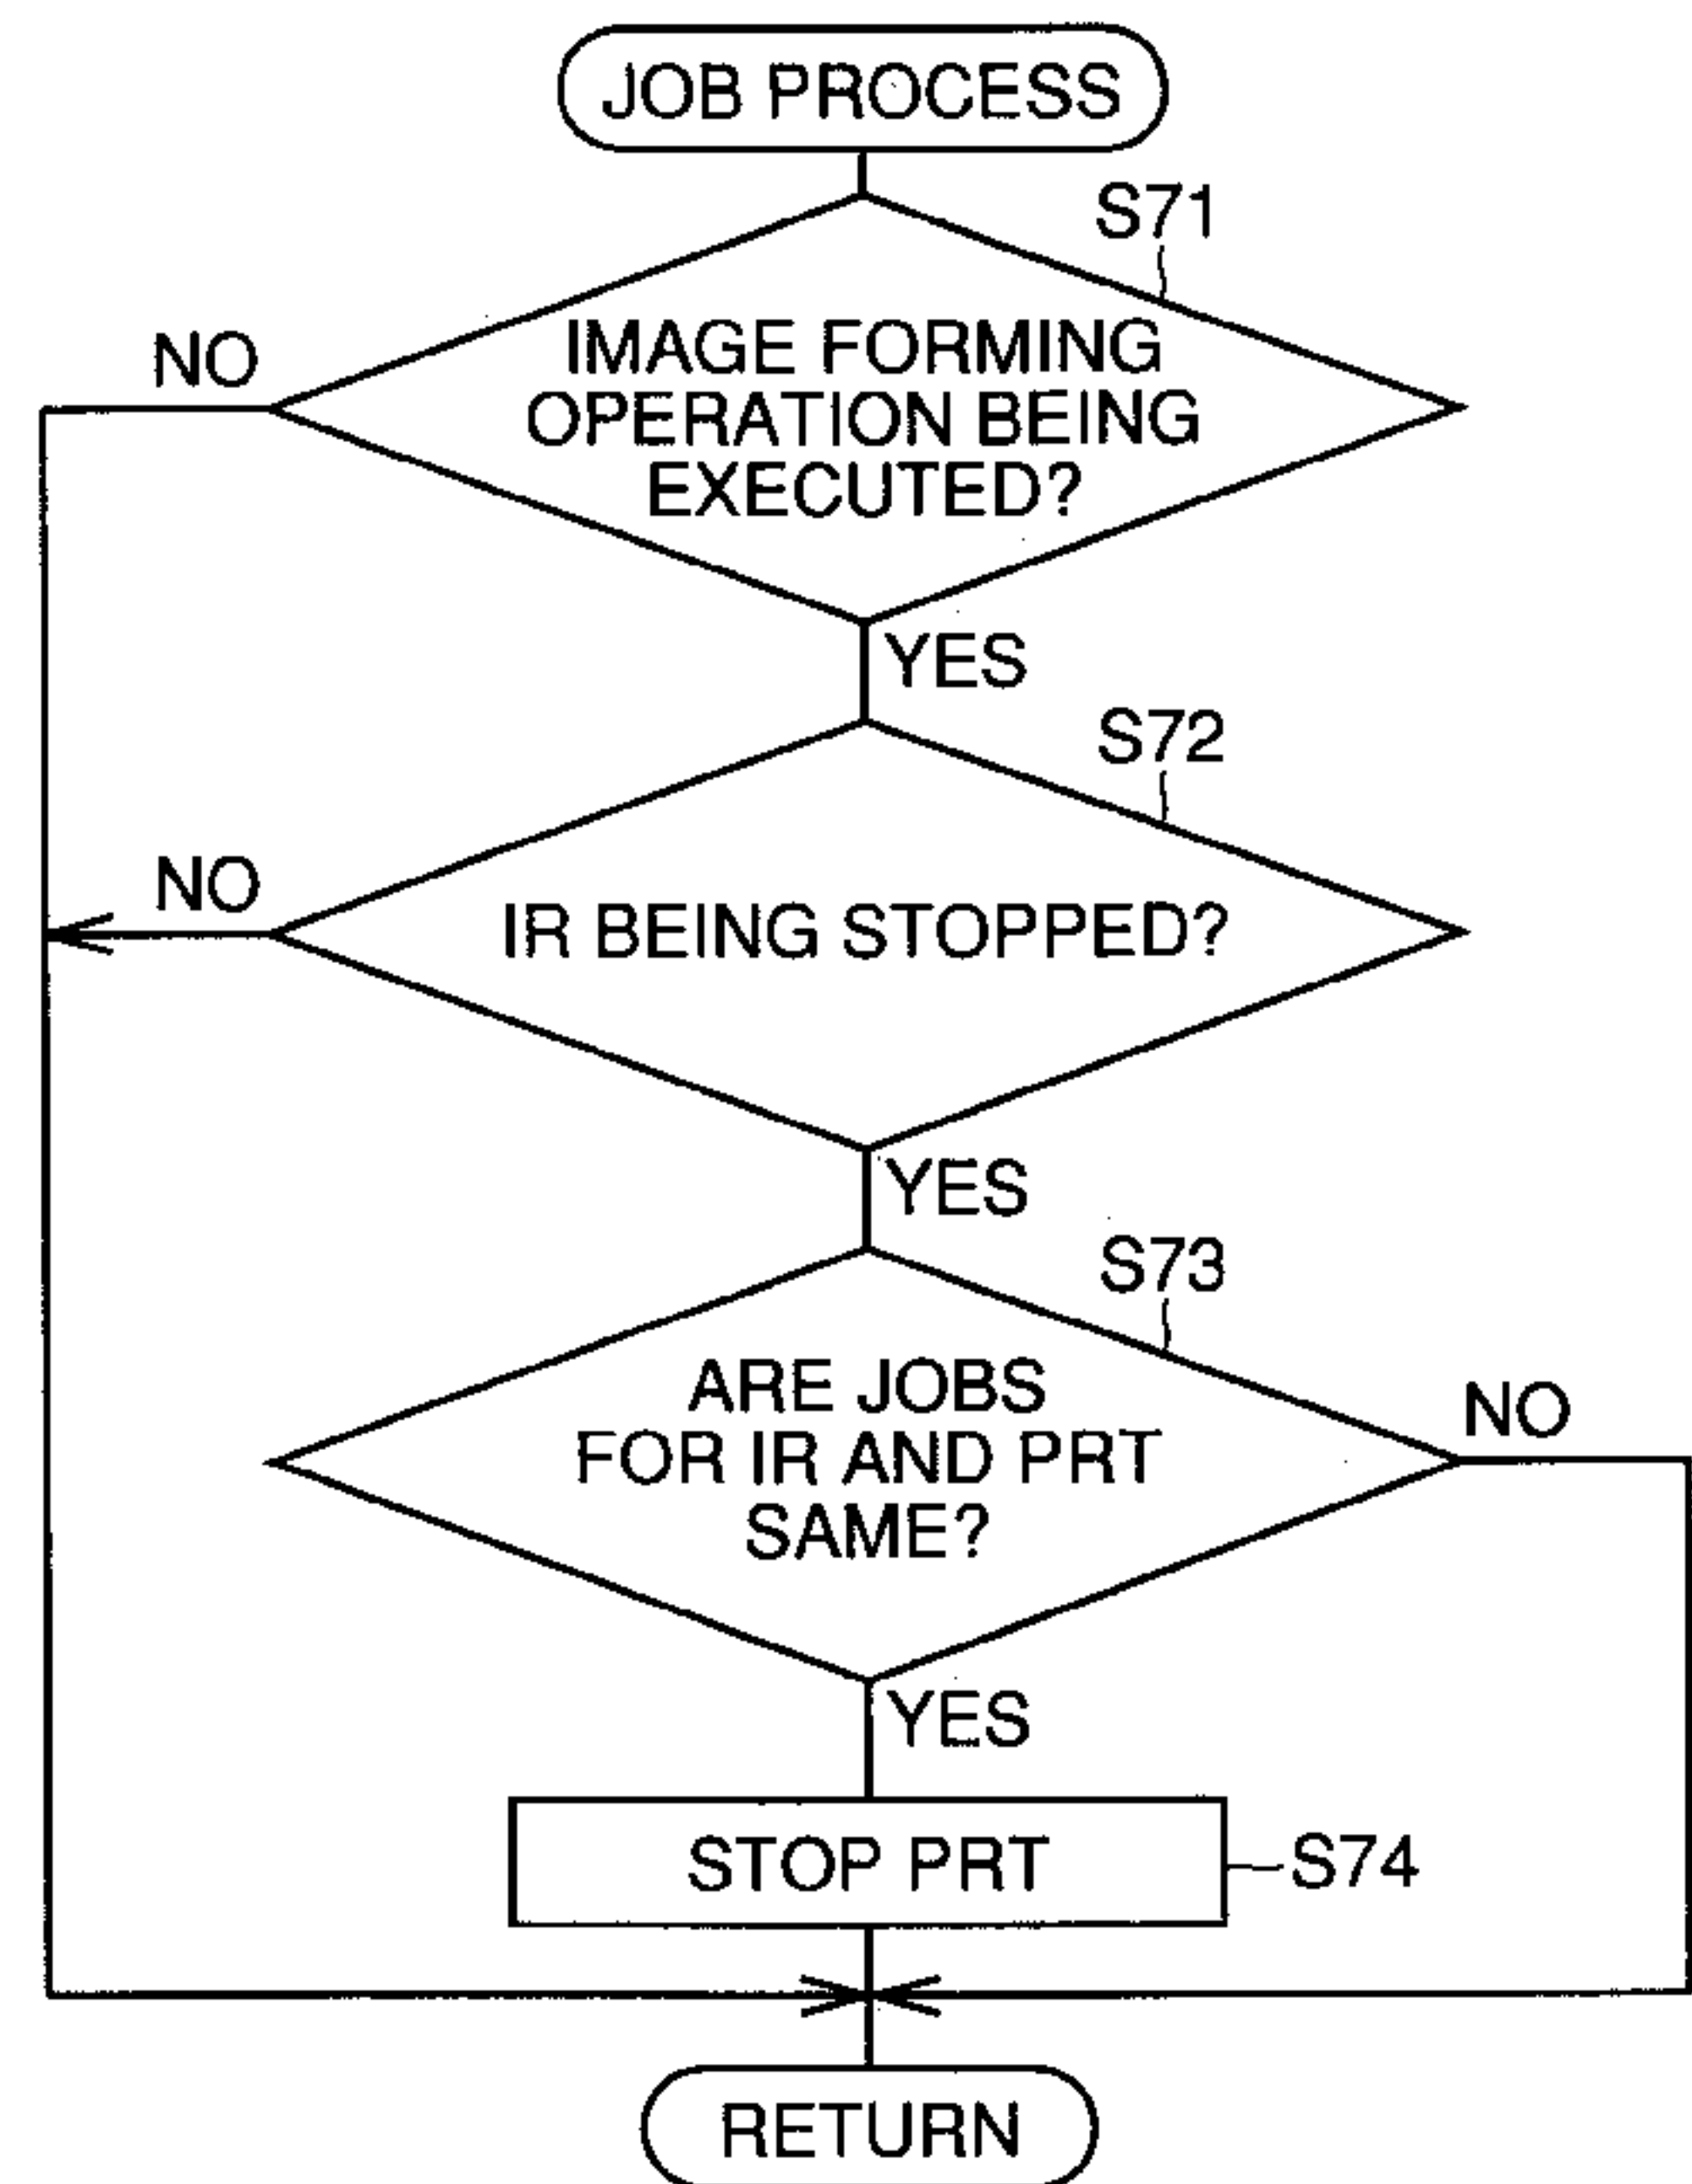 JOB PROCESS
S71
NO
IMAGE FORMING
OPERATION BEING
EXECUTED?
YES
S72
NO
IR BEING STOPPED?
YES
S73
ARE JOBS
FOR IR AND PRT
SAME?
NO
YES
STOP PRT
S74
RETURN